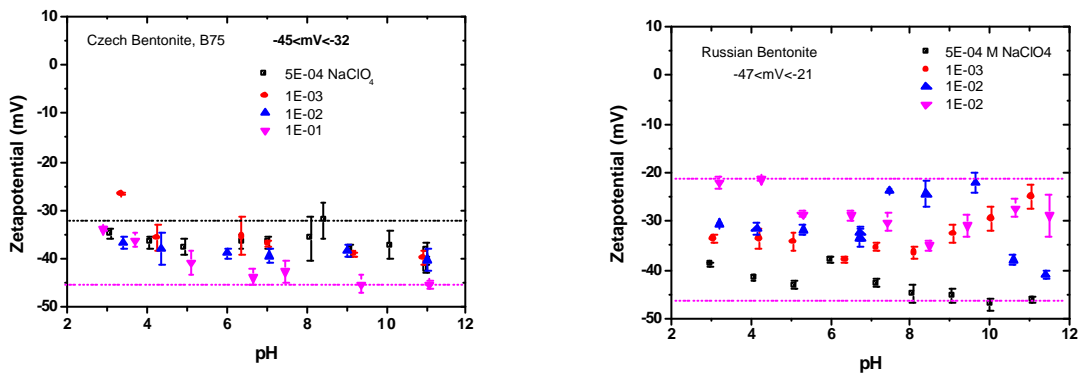 Czech Bentonite, B75
-45<mV<-32
5E-04 NaClO₄
1E-03
1E-02
1E-01
Zetapotential (mV)
10
0
-10
-20
-30
-40
-50
2 4 6 8 10 12
pH
Russian Bentonite
-47<mV<-21
5E-04 M NaClO4
1E-03
1E-02
1E-02
Zetapotential (mV)
10
0
-10
-20
-30
-40
-50
2 4 6 8 10 12
pH